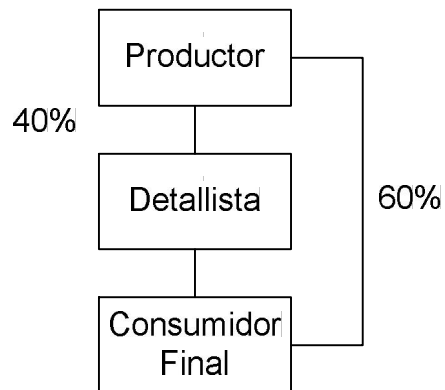 Productor
40%
Detallista
60%
Consumidor
Final